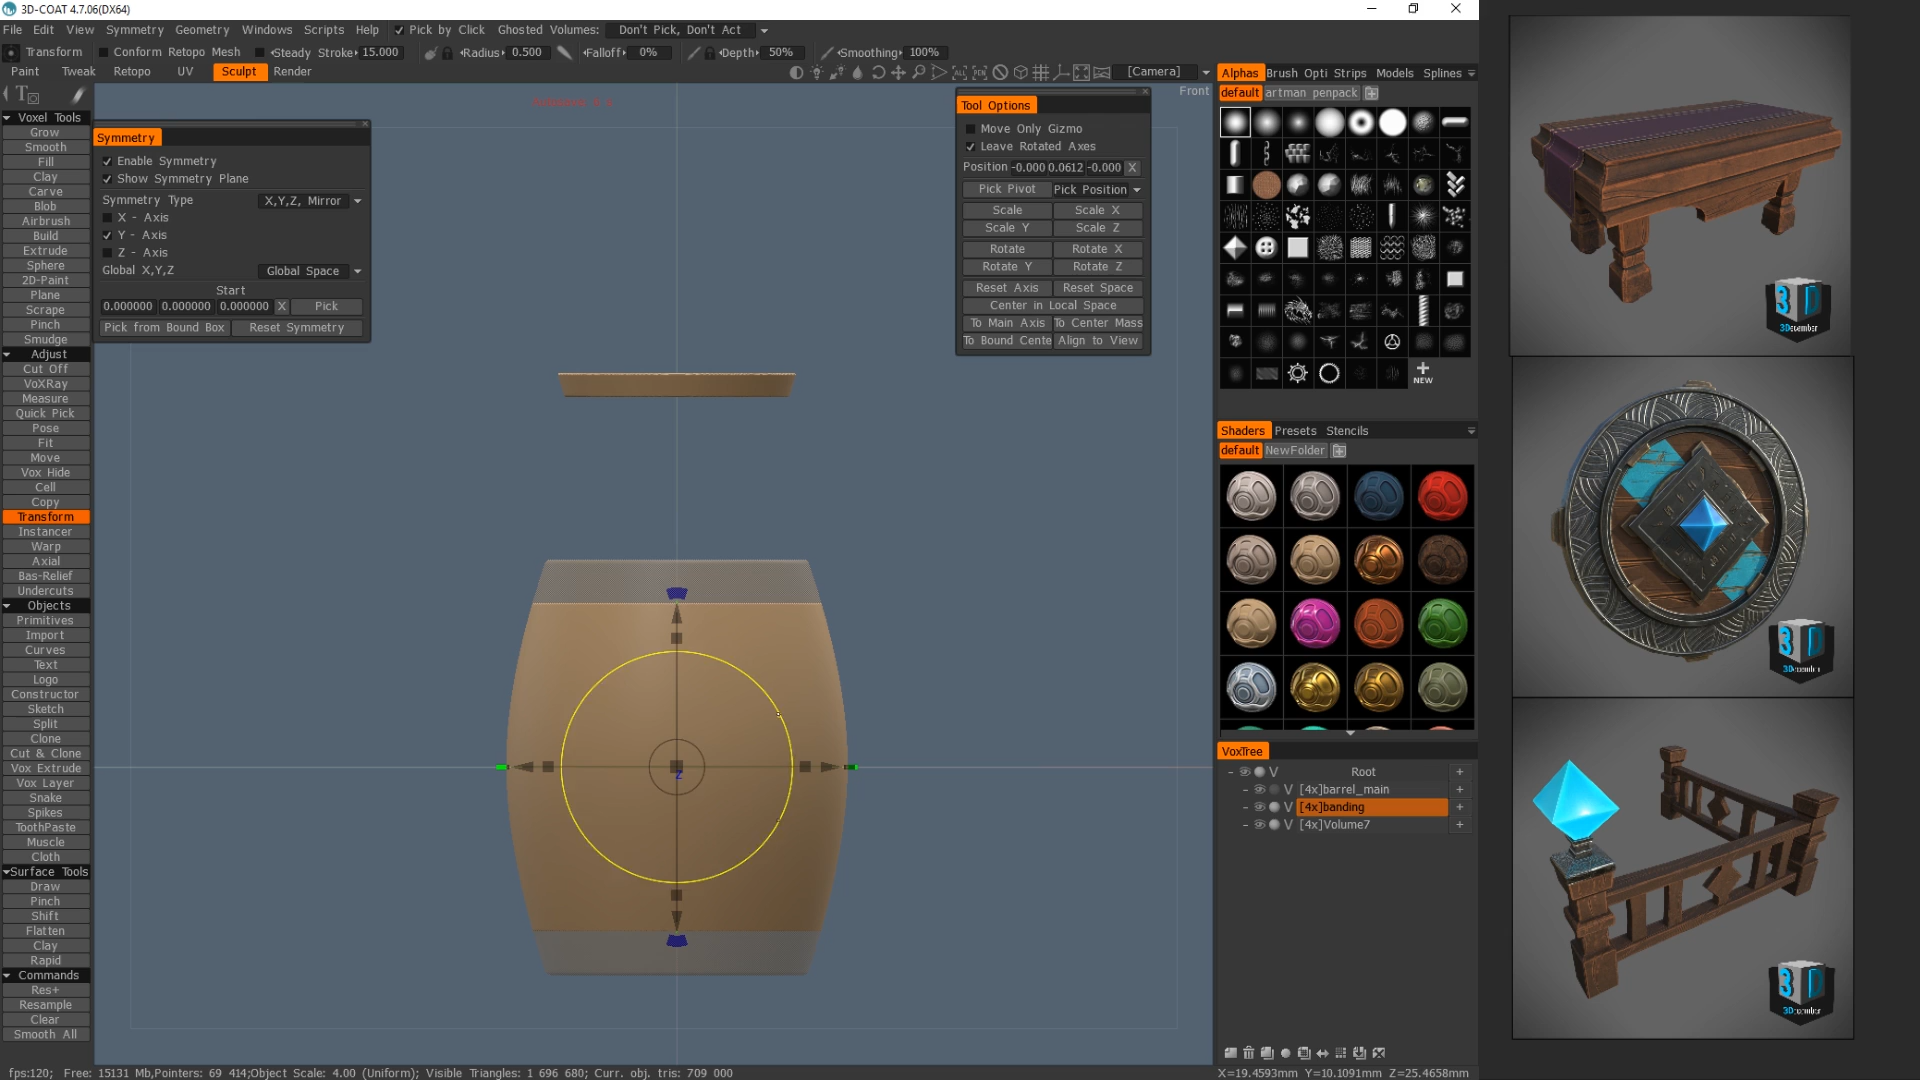 3D-COAT 4.7.06(DX64)
File Edit View Symmetry Geometry Windows Scripts Help Pick by Click Ghosted Volumes: Don't Pick, Don't Act
Transform Conform Retopo Mesh Steady Stroke 15.000 Radius 0.500 Falloff 0% Depth 50% Smoothing 100%
Paint Tweak Retopo UV Sculpt Render [Camera]
Front
Voxel Tools
Grow
Smooth
Fill
Clay
Carve
Blob
Airbrush
Build
Extrude
Sphere
2D-Paint
Plane
Scrape
Pinch
Smudge
Adjust
Cut Off
VoXRay
Measure
Quick Pick
Pose
Fit
Move
Vox Hide
Cell
Copy
Transform
Instancer
Warp
Axial
Bas-Relief
Undercuts
Objects
Primitives
Import
Curves
Text
Logo
Constructor
Sketch
Split
Clone
Cut & Clone
Vox Extrude
Vox Layer
Snake
Spikes
ToothPaste
Muscle
Cloth
Surface Tools
Draw
Pinch
Shift
Flatten
Clay
Rapid
Commands
Res+
Resample
Clear
Smooth All
Symmetry
Enable Symmetry
Show Symmetry Plane
Symmetry Type X,Y,Z, Mirror
X - Axis
Y - Axis
Z - Axis
Global X,Y,Z Global Space
Start
0.000000 0.000000 0.000000 X Pick
Pick from Bound Box Reset Symmetry
Tool Options
Move Only Gizmo
Leave Rotated Axes
Position -0.000 0.0612 -0.000 X
Pick Pivot Pick Position
Scale Scale X
Scale Y Scale Z
Rotate Rotate X
Rotate Y Rotate Z
Reset Axis Reset Space
Center in Local Space
To Main Axis To Center Mass
To Bound Cente Align to View
Z
Alphas Brush Opti Strips Models Splines
default artman penpack
NEW
Shaders Presets Stencils
default NewFolder
VoxTree
V Root +
V [4x]barrel_main +
V [4x]banding +
V [4x]Volume7 +
3D
3December
3D
3December
3D
3December
fps:120; Free: 15131 Mb,Pointers: 69 414;Object Scale: 4.00 (Uniform); Visible Triangles: 1 696 680; Curr. obj. tris: 709 000
X=19.4593mm Y=10.1091mm Z=25.4658mm